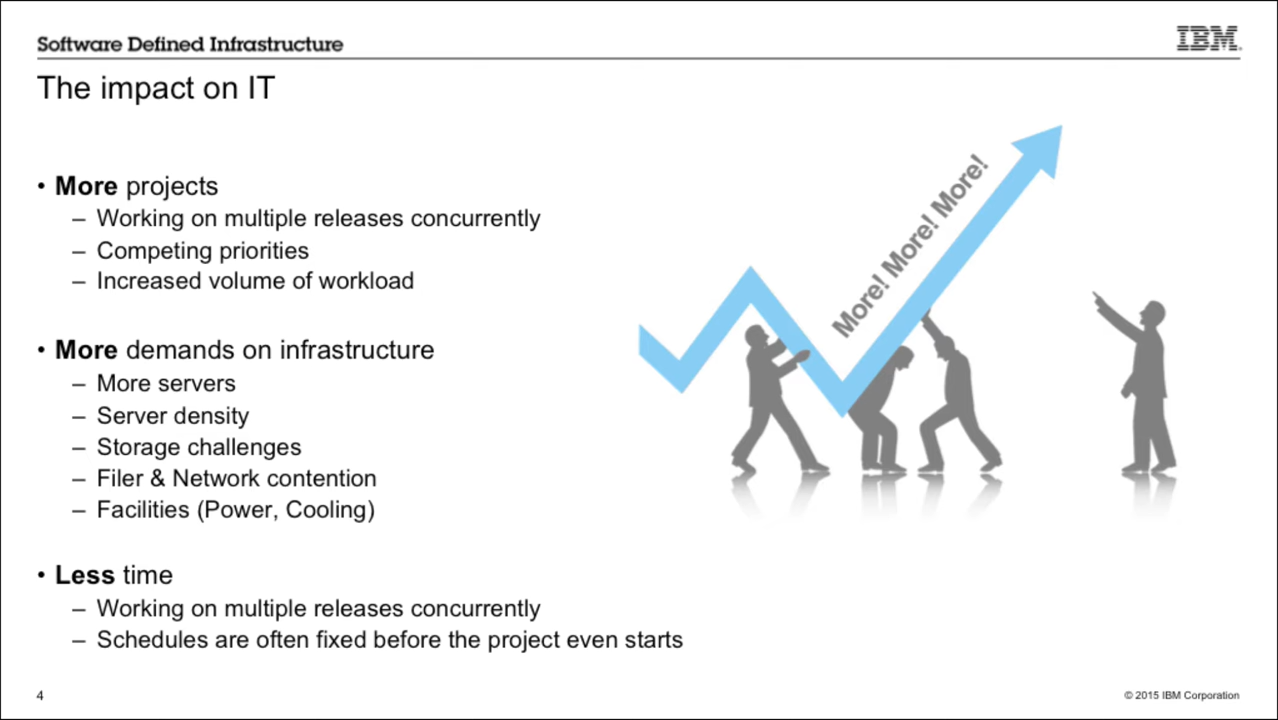 Software Defined Infrastructure
IBM
The impact on IT
• More projects
– Working on multiple releases concurrently
– Competing priorities
– Increased volume of workload
• More demands on infrastructure
– More servers
– Server density
– Storage challenges
– Filer & Network contention
– Facilities (Power, Cooling)
• Less time
– Working on multiple releases concurrently
– Schedules are often fixed before the project even starts
More! More! More!
4
© 2015 IBM Corporation